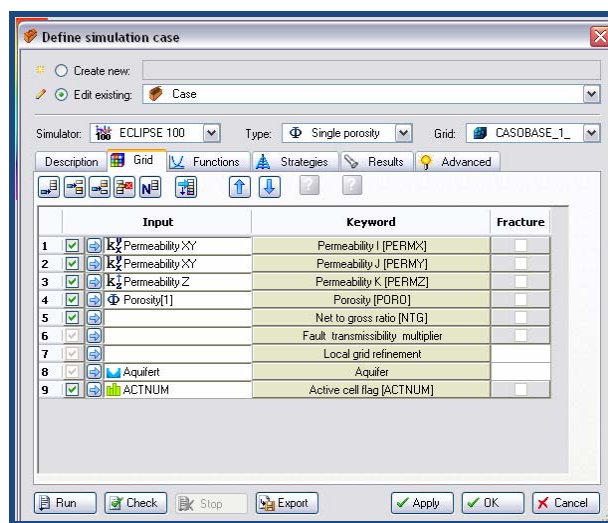 Define simulation case
Create new:
Edit existing: Case
Simulator: ECLIPSE 100 Type: Single porosity Grid: CASOBASE_1_
Description Grid Functions Strategies Results Advanced
Input Keyword Fracture
1 Permeability XY Permeability I [PERMX]
2 Permeability XY Permeability J [PERMY]
3 Permeability Z Permeability K [PERMZ]
4 Porosity[1] Porosity [PORO]
5 Net to gross ratio [NTG]
6 Fault transmissibility multiplier
7 Local grid refinement
8 Aquifert Aquifer
9 ACTNUM Active cell flag [ACTNUM]
Run Check Stop Export Apply OK Cancel